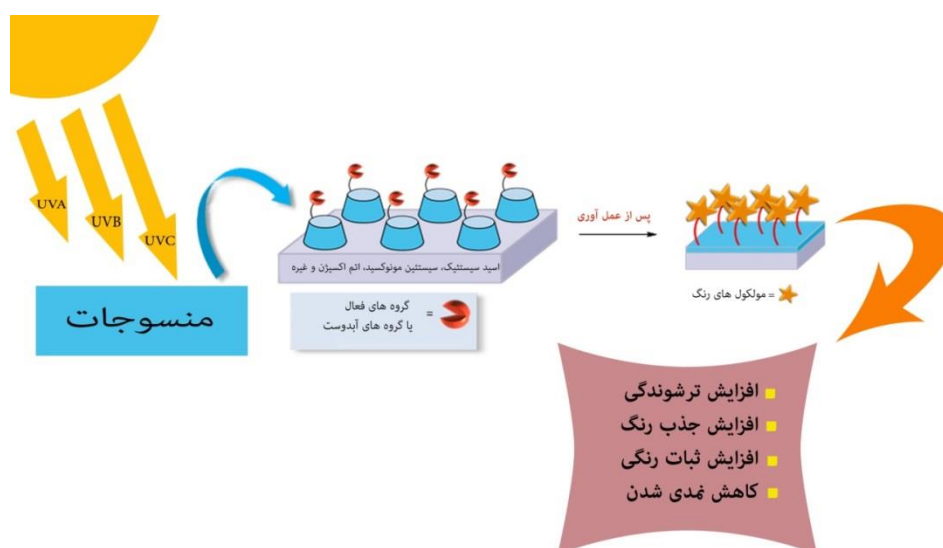 UVA
UVB
UVC
منسوجات
اسید سیستئیک، سیستئین مونوکسید، اتم اکسیژن و غیره
= گروه های فعال
یا گروه های آبدوست
پس از عمل آوری
= مولکول های رنگ
افزایش ترشوندگی
افزایش جذب رنگ
افزایش ثبات رنگی
کاهش نمدی شدن